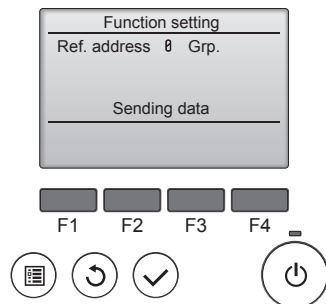 Function setting
Ref. address 0 Grp.
Sending data
F1 F2 F3 F4